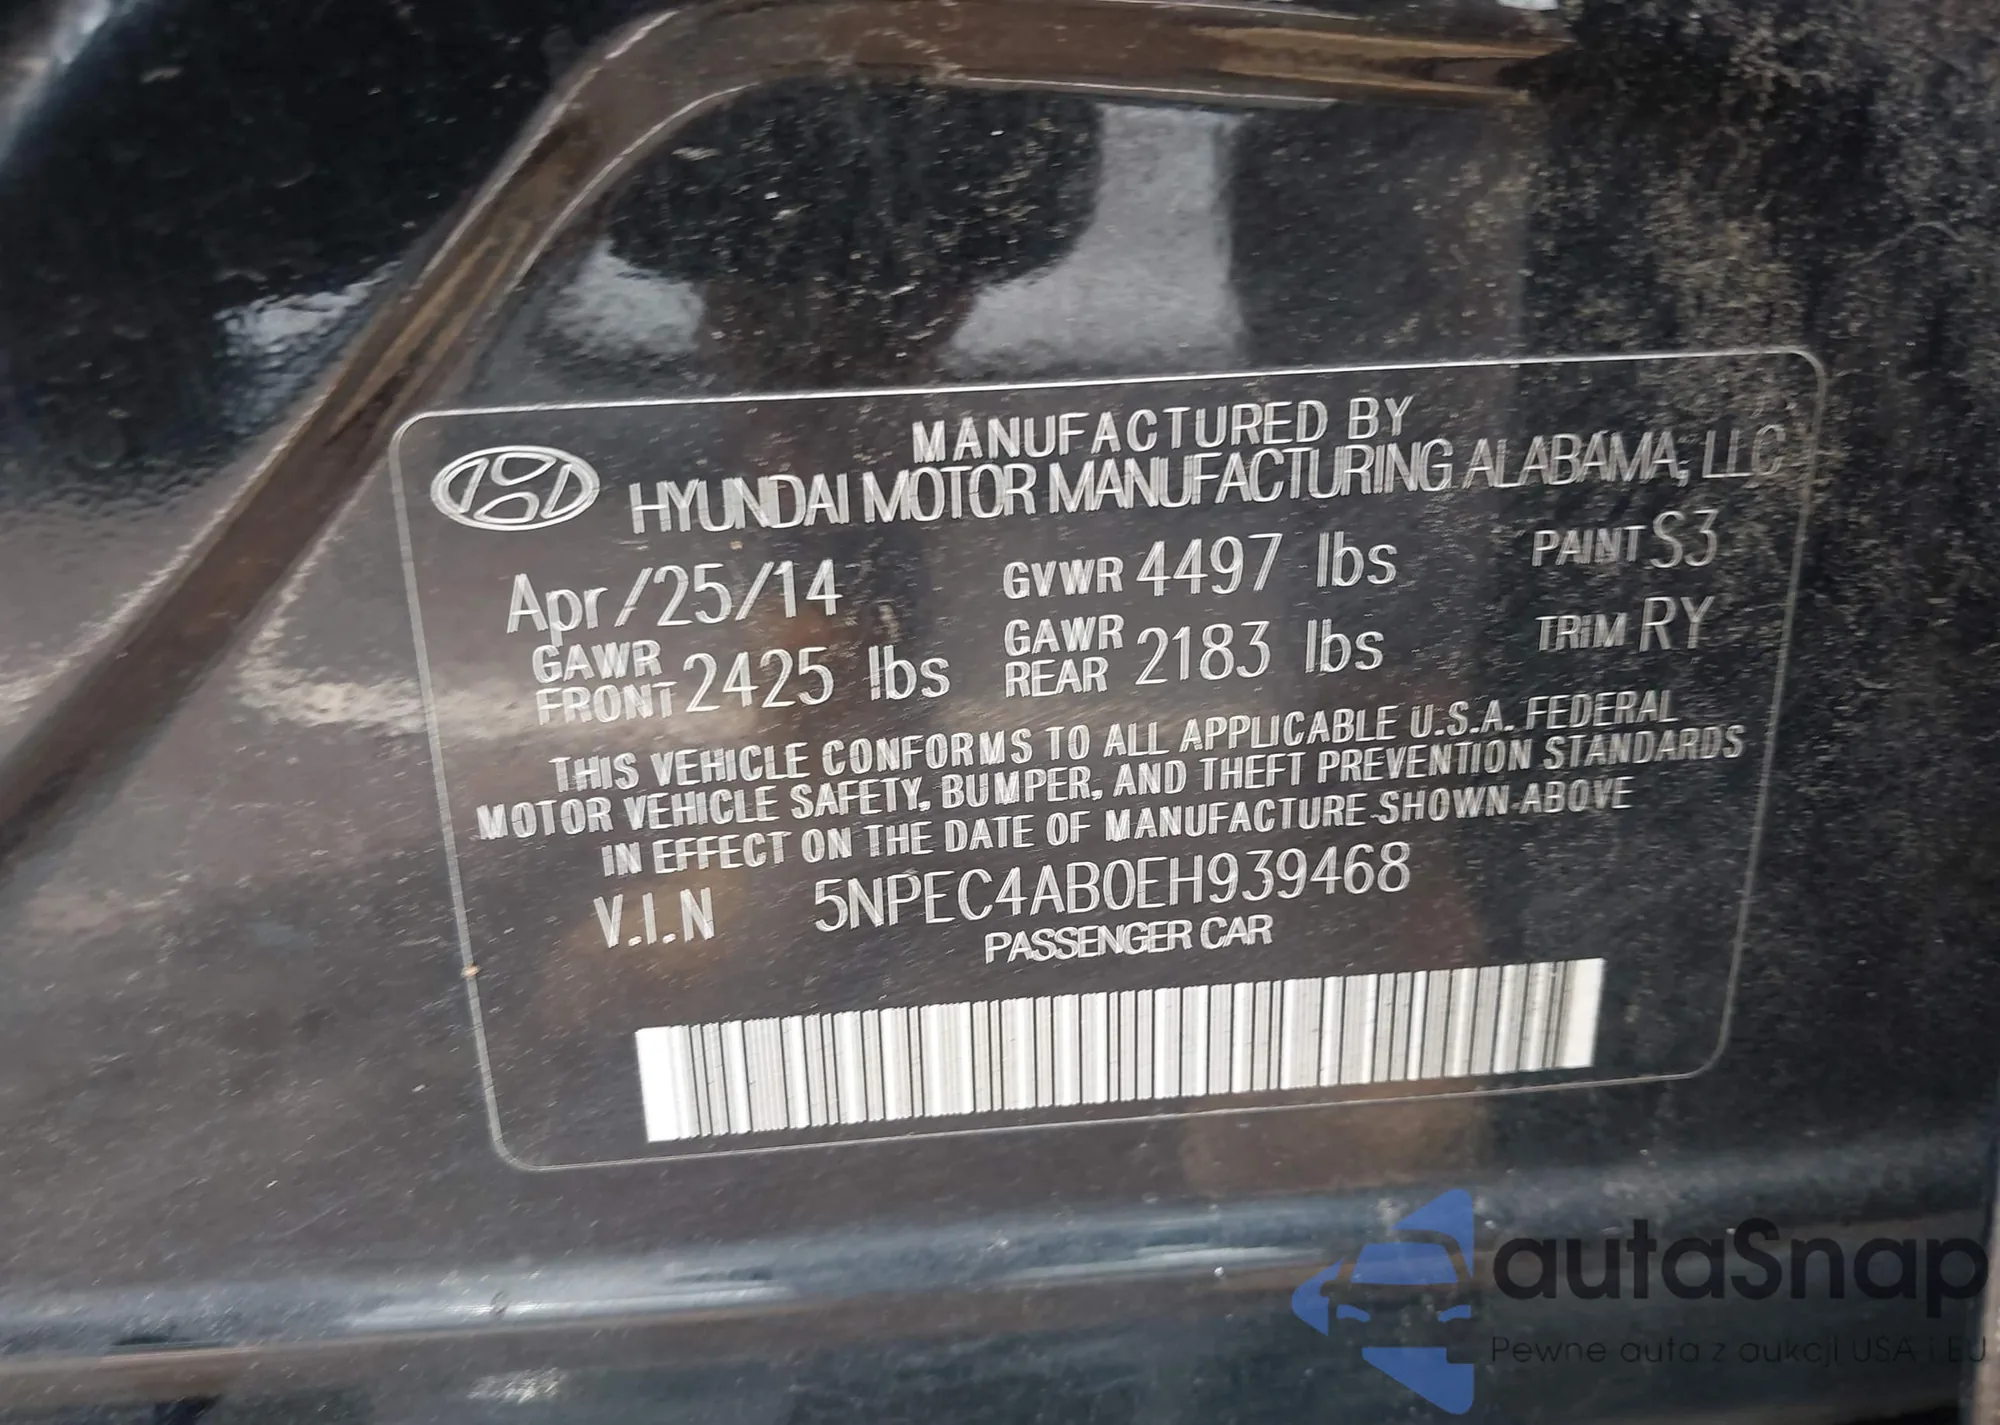 MANUFACTURED BY
HYUNDAI MOTOR MANUFACTURING ALABAMA, LLC
Apr/25/14 GVWR 4497 lbs PAINT S3
GAWR FRONT 2425 lbs GAWR REAR 2183 lbs TRIM RY
THIS VEHICLE CONFORMS TO ALL APPLICABLE U.S.A. FEDERAL
MOTOR VEHICLE SAFETY, BUMPER, AND THEFT PREVENTION STANDARDS
IN EFFECT ON THE DATE OF MANUFACTURE SHOWN ABOVE
V.I.N 5NPEC4AB0EH939468
PASSENGER CAR
autaSnap
Pewne auta z aukcji USA i EU